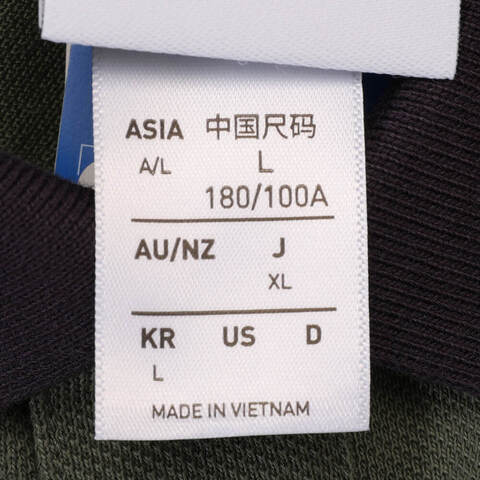 ASIA 中国尺码
A/L L
180/100A
AU/NZ J
XL
KR US D
L
MADE IN VIETNAM